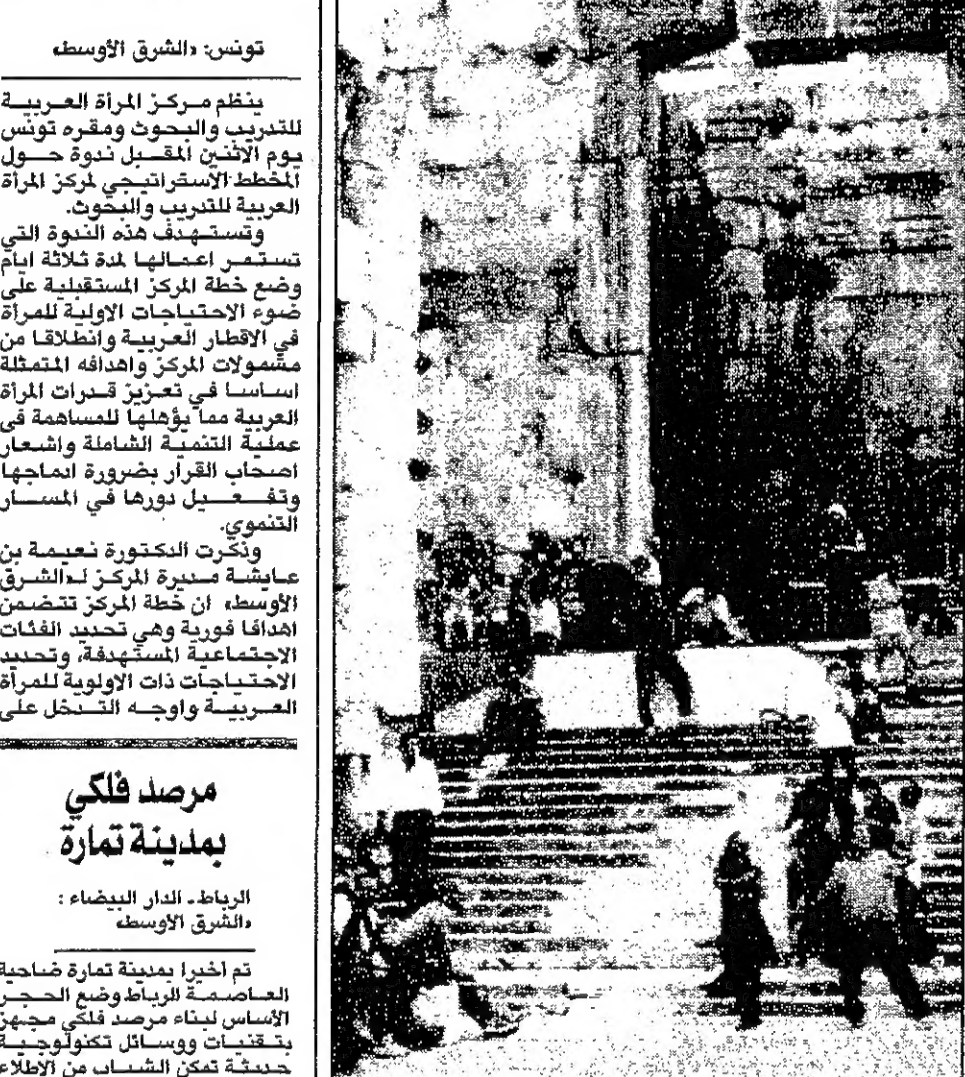 تونس: «الشرق الأوسط»
ينظم مركز المرأة العربية
للتدريب والبحوث ومقره تونس
يوم الاثنين المقبل ندوة حول
المخطط الاستراتيجي لمركز المرأة
العربية للتدريب والبحوث.
وتستهدف هذه الندوة التي
تستمر اعمالها لمدة ثلاثة ايام
وضع خطة المركز المستقبلية على
ضوء الاحتياجات الاولية للمرأة
في الاقطار العربية وانطلاقا من
مشمولات المركز واهدافه المتمثلة
اساسا في تعزيز قدرات المرأة
العربية مما يؤهلها للمساهمة في
عملية التنمية الشاملة واشعار
اصحاب القرار بضرورة ادماجها
وتفعيل دورها في المسار
التنموي.
وذكرت الدكتورة نعيمة بن
عايشة مديرة المركز لـ«الشرق
الأوسط» ان خطة المركز تتضمن
اهدافا فورية وهي تحديد الفئات
الاجتماعية المستهدفة، وتحديد
الاحتياجات ذات الاولوية للمرأة
العربية واوجه التدخل على
مرصد فلكي
بمدينة تمارة
الرباط ـ الدار البيضاء :
«الشرق الأوسط»
تم أخيرا بمدينة تمارة ضاحية
العاصمة الرباط وضع الحجر
الأساس لبناء مرصد فلكي مجهز
بتقنيات ووسائل تكنولوجية
حديثة تمكن الشباب من الإطلاع